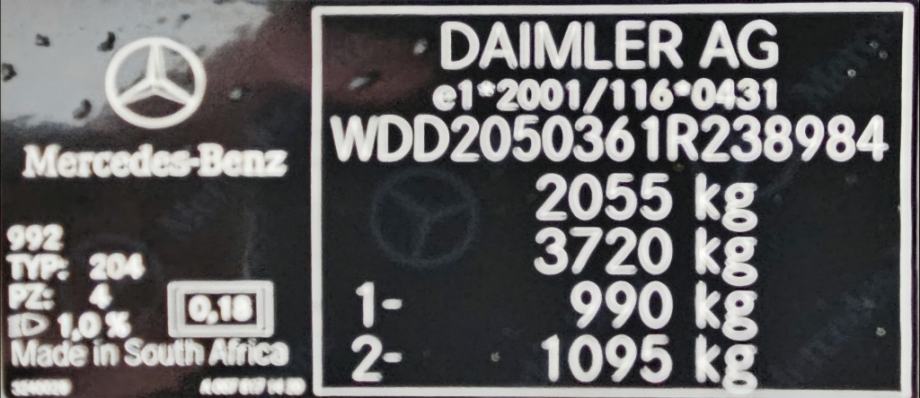 Mercedes-Benz
992
TYP: 204
PZ: 4
1,0 %
0,18
Made in South Africa
DAIMLER AG
e1*2001/116*0431
WDD2050361R238984
2055 kg
3720 kg
1- 990 kg
2- 1095 kg